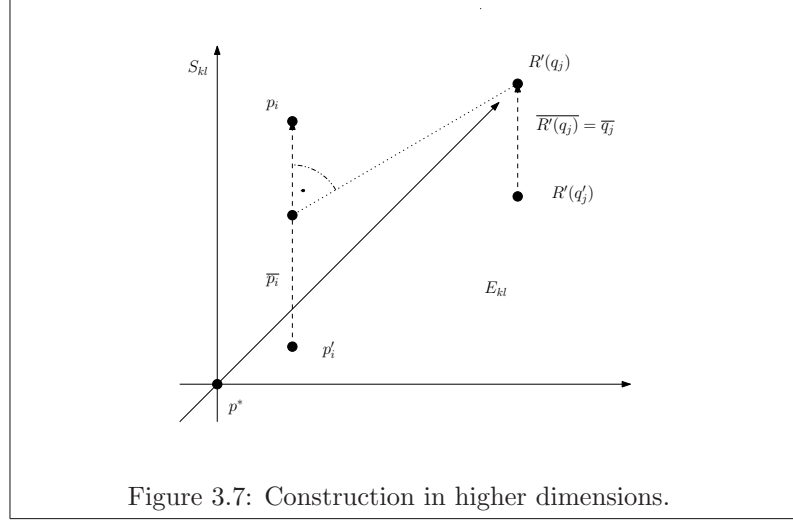 R′(q_j)
S_{kl}
p_i
\overline{R′(q_j)} = \overline{q_j}
R′(q′_j)
\overline{p_i}
E_{kl}
p′_i
p*
Figure 3.7: Construction in higher dimensions.